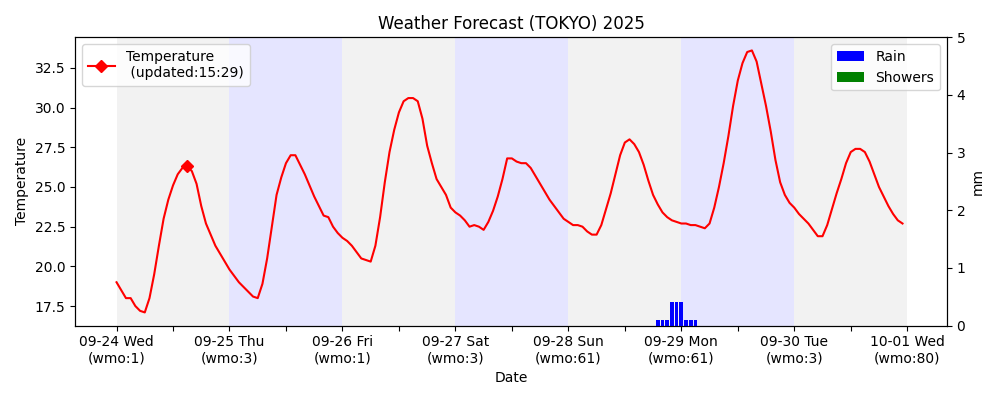 Weather Forecast (TOKYO) 2025
Temperature
(updated:15:29)
Rain
Showers
Temperature
32.5
30.0
27.5
25.0
22.5
20.0
17.5
5
4
3
2
1
0
mm
09-24 Wed
(wmo:1)
09-25 Thu
(wmo:3)
09-26 Fri
(wmo:1)
09-27 Sat
(wmo:3)
09-28 Sun
(wmo:61)
09-29 Mon
(wmo:61)
09-30 Tue
(wmo:3)
10-01 Wed
(wmo:80)
Date